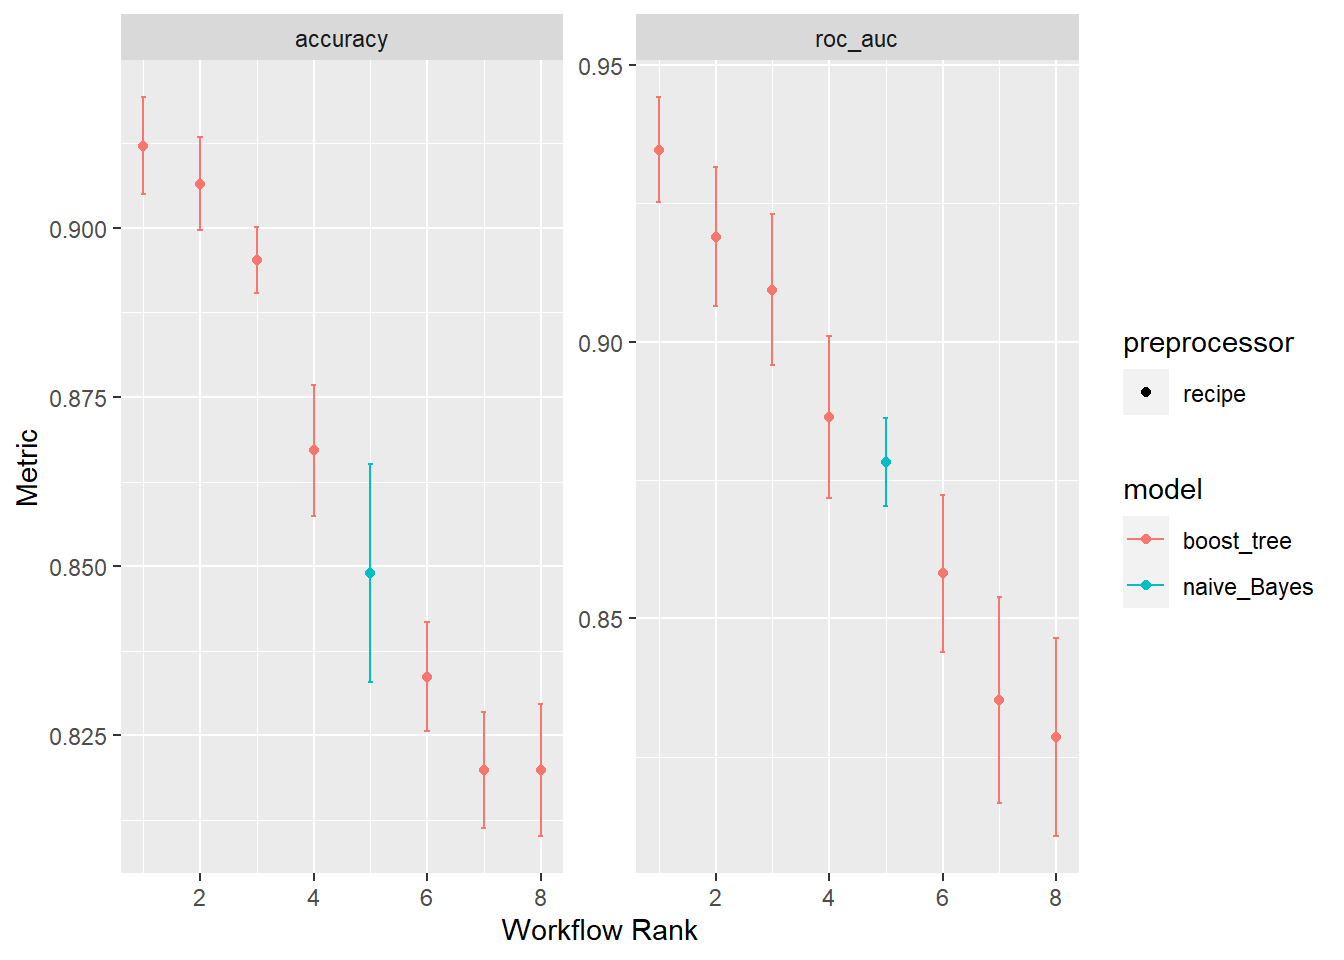 accuracy
roc_auc
Metric
0.900
0.875
0.850
0.825
0.95
0.90
0.85
2
4
6
8
2
4
6
8
Workflow Rank
preprocessor
recipe
model
boost_tree
naive_Bayes